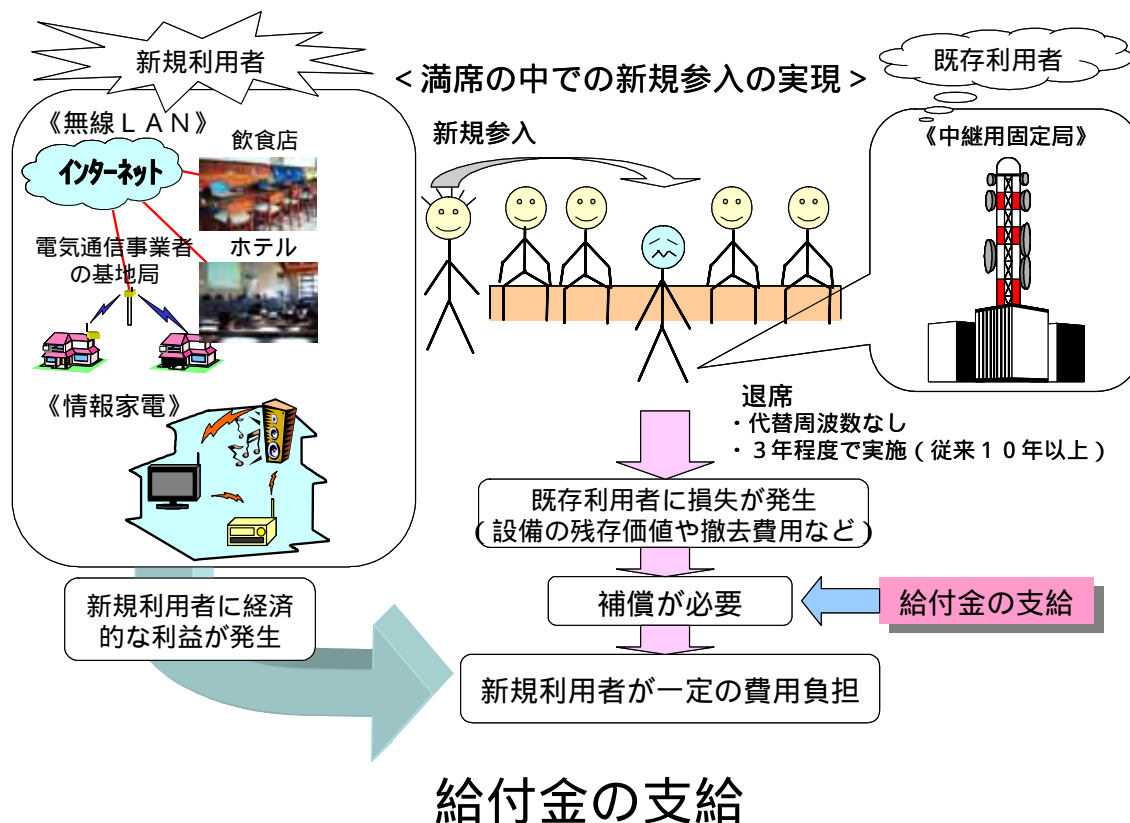 新規利用者
《無線ＬＡＮ》
インターネット
飲食店
電気通信事業者
の基地局
ホテル
《情報家電》
新規利用者に経済
的な利益が発生
＜満席の中での新規参入の実現＞
新規参入
既存利用者
《中継用固定局》
退席
・代替周波数なし
・３年程度で実施（従来１０年以上）
既存利用者に損失が発生
（設備の残存価値や撤去費用など）
補償が必要
給付金の支給
新規利用者が一定の費用負担
給付金の支給